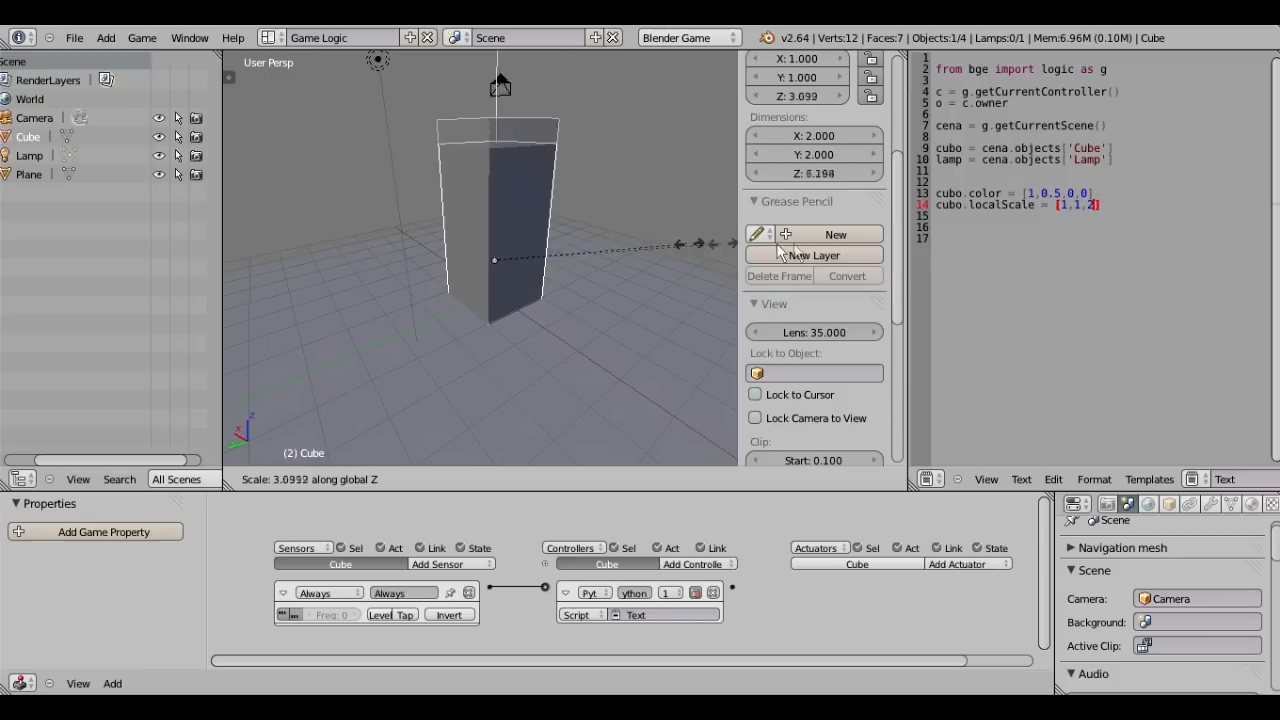 File Add Game Window Help Game Logic Scene Blender Game v2.64 | Verts:12 | Faces:7 | Objects:1/4 | Lamps:0/1 | Mem:6.96M (0.10M) | Cube
Scene
RenderLayers
World
Camera
Cube
Lamp
Plane
View Search All Scenes
User Persp
(2) Cube
Scale: 3.0992 along global Z
X: 1.000
Y: 1.000
Z: 3.099
Dimensions:
X: 2.000
Y: 2.000
Z: 6.198
Grease Pencil
New
New Layer
Delete Frame Convert
View
Lens: 35.000
Lock to Object:
Lock to Cursor
Lock Camera to View
Clip:
Start: 0.100
1
2 from bge import logic as g
3
4 c = g.getCurrentController()
5 o = c.owner
6
7 cena = g.getCurrentScene()
8
9 cubo = cena.objects['Cube']
10 lamp = cena.objects['Lamp']
11
12
13 cubo.color = [1,0.5,0,0]
14 cubo.localScale = [1,1,2]
15
16
17
View Text Edit Format Templates Text
Properties
Add Game Property
Sensors Sel Act Link State
Cube Add Sensor
Always Always
Freq: 0 Level Tap Invert
Controllers Sel Act Link
Cube Add Controlle
Pyt ython 1
Script Text
Actuators Sel Act Link State
Cube Add Actuator
View Add
Scene
Navigation mesh
Scene
Camera: Camera
Background:
Active Clip:
Audio